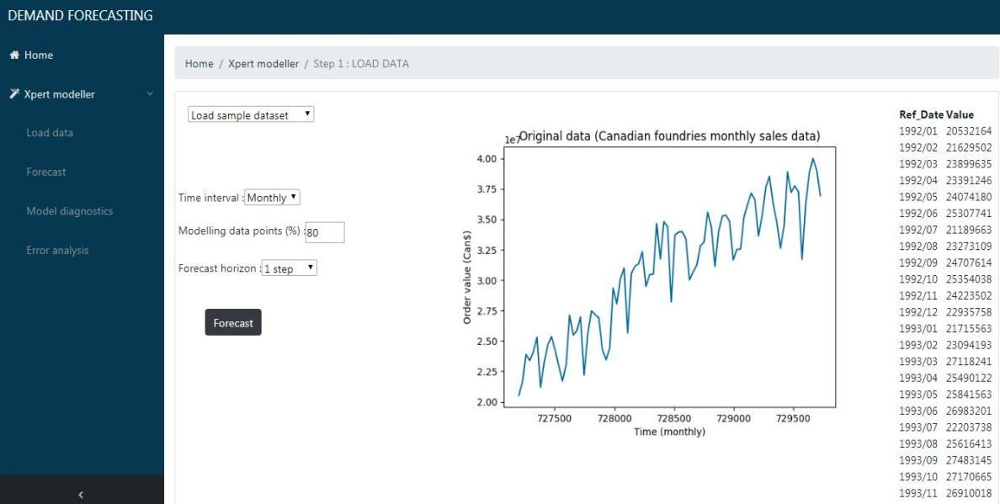 DEMAND FORECASTING
Home
Xpert modeller
Load data
Forecast
Model diagnostics
Error analysis
Home / Xpert modeller / Step 1 : LOAD DATA
Load sample dataset
Time interval : Monthly
Modelling data points (%) : 80
Forecast horizon : 1 step
Forecast
1e7 Original data (Canadian foundries monthly sales data)
4.00
3.75
3.50
3.25
3.00
2.75
2.50
2.25
2.00
Order value (Can$)
727500 728000 728500 729000 729500
Time (monthly)
Ref_Date Value
1992/01 20532164
1992/02 21629502
1992/03 23899635
1992/04 23391246
1992/05 24074180
1992/06 25307741
1992/07 21189663
1992/08 23273109
1992/09 24707614
1992/10 25354038
1992/11 24223502
1992/12 22935758
1993/01 21715563
1993/02 23094193
1993/03 27118241
1993/04 25490122
1993/05 25841563
1993/06 26983201
1993/07 22203738
1993/08 25616413
1993/09 27483145
1993/10 27170665
1993/11 26910018